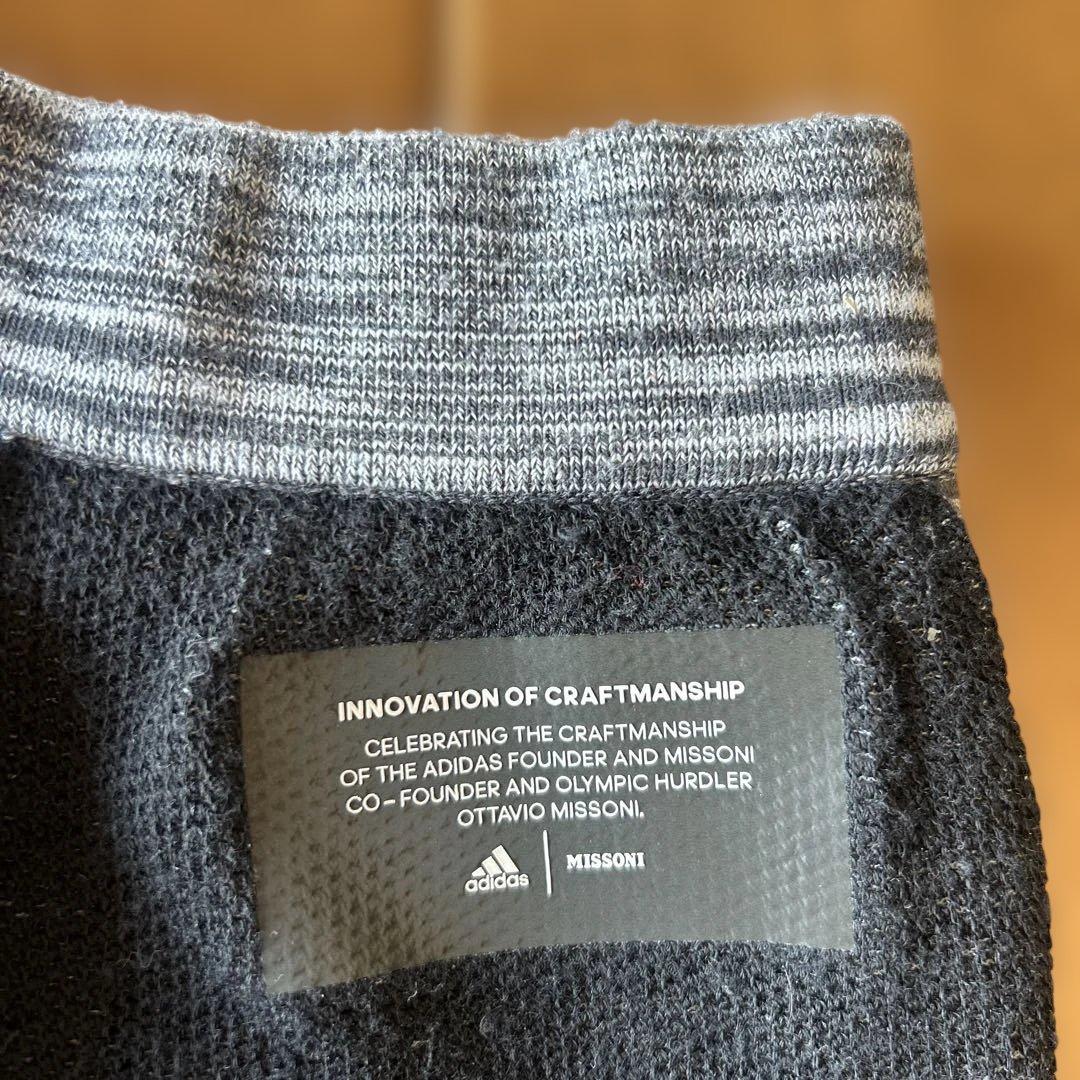 INNOVATION OF CRAFTMANSHIP
CELEBRATING THE CRAFTMANSHIP
OF THE ADIDAS FOUNDER AND MISSONI
CO-FOUNDER AND OLYMPIC HURDLER
OTTAVIO MISSONI.
adidas | MISSONI